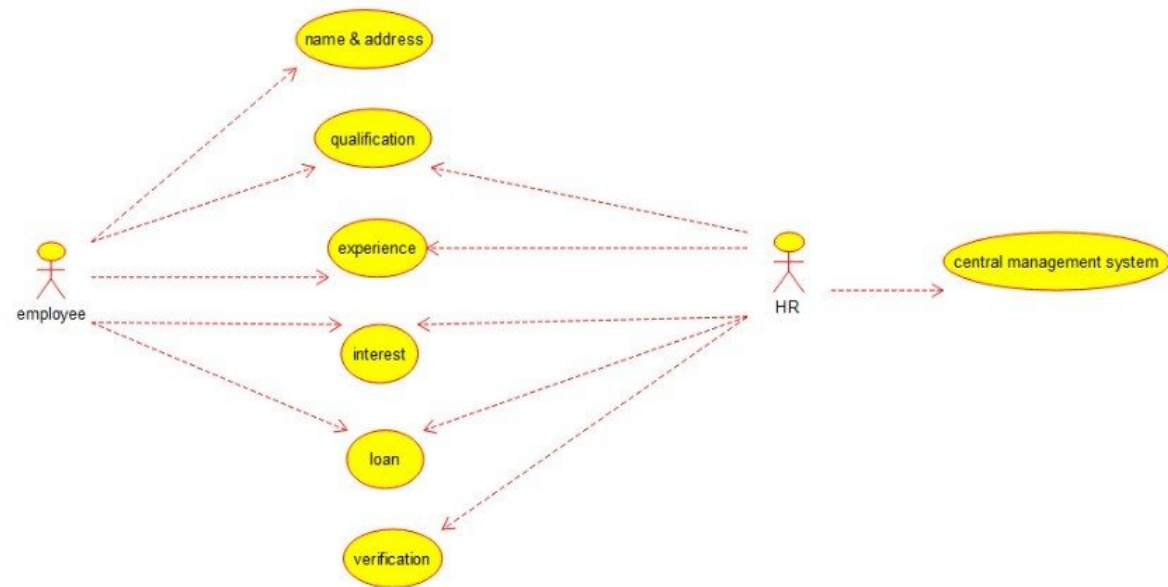 name & address
qualification
experience
employee
interest
loan
verification
HR
central management system